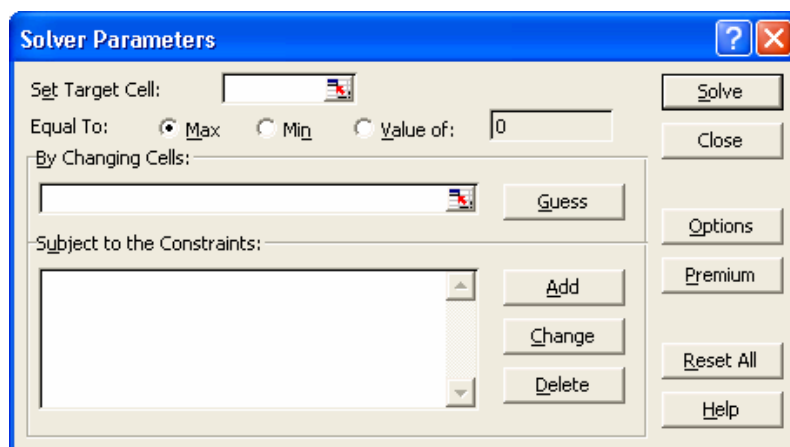 Solver Parameters
?
X
Set Target Cell:
Solve
Equal To:
Max
Min
Value of:
0
Close
By Changing Cells:
Guess
Subject to the Constraints:
Options
Add
Premium
Change
Reset All
Delete
Help